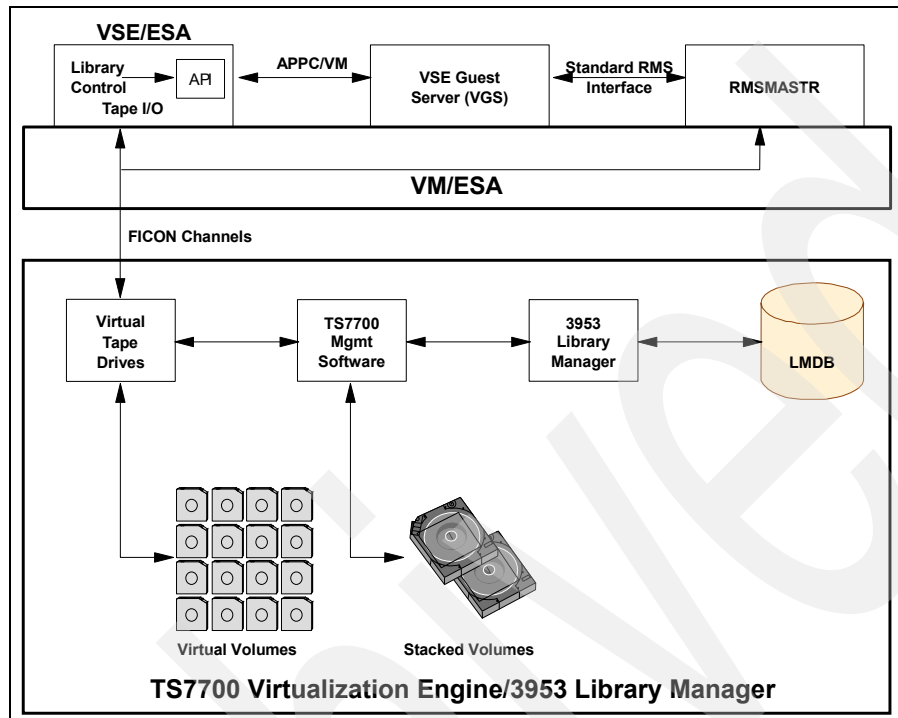 VSE/ESA
Library
Control
Tape I/O
API
APPC/VM
VSE Guest
Server (VGS)
Standard RMS
Interface
RMSMASTR
VM/ESA
FICON Channels
Virtual
Tape
Drives
TS7700
Mgmt
Software
3953
Library
Manager
LMDB
Virtual Volumes
Stacked Volumes
TS7700 Virtualization Engine/3953 Library Manager